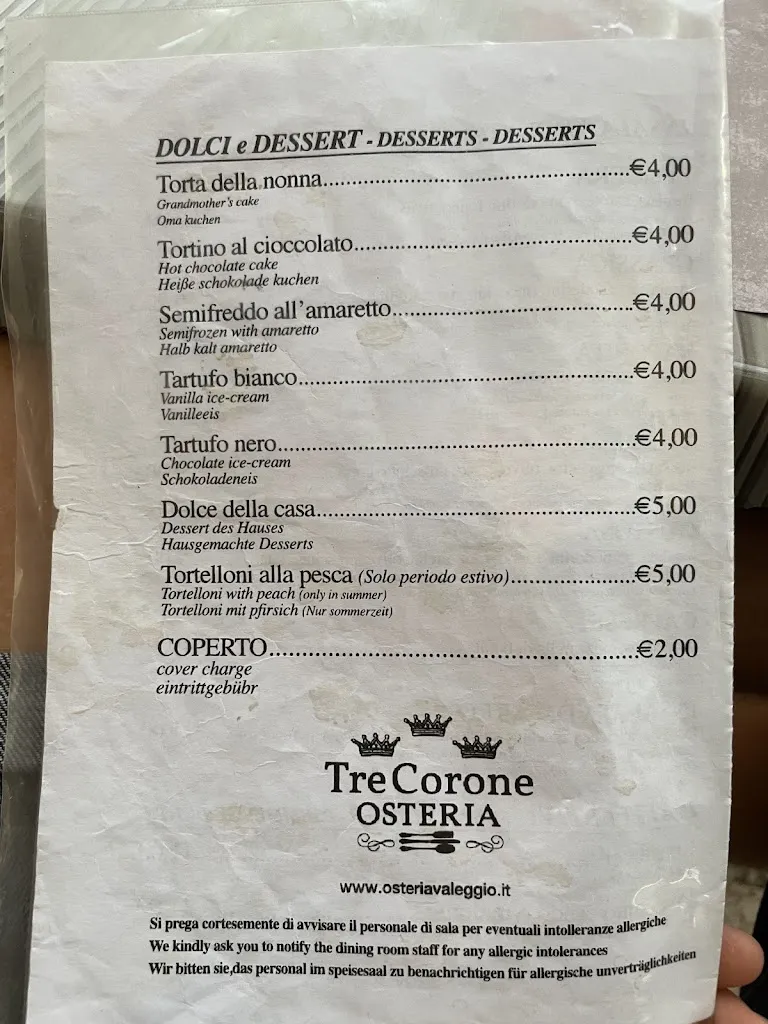 DOLCI e DESSERT - DESSERTS - DESSERTS
Torta della nonna..........€4,00
Grandmother's cake
Oma kuchen
Tortino al cioccolato..........€4,00
Hot chocolate cake
Heiße schokolade kuchen
Semifreddo all'amaretto..........€4,00
Semifrozen with amaretto
Halb kalt amaretto
Tartufo bianco..........€4,00
Vanilla ice-cream
Vanilleeis
Tartufo nero..........€4,00
Chocolate ice-cream
Schokoladeneis
Dolce della casa..........€5,00
Dessert des Hauses
Hausgemachte Desserts
Tortelloni alla pesca (Solo periodo estivo)..........€5,00
Tortelloni with peach (only in summer)
Tortelloni mit pfirsich (Nur sommerzeit)
COPERTO..........€2,00
cover charge
eintrittgebübr
Tre Corone
OSTERIA
www.osteriavaleggio.it
Si prega cortesemente di avvisare il personale di sala per eventuali intolleranze allergiche
We kindly ask you to notify the dining room staff for any allergic intolerances
Wir bitten sie,das personal im speisesaal zu benachrichtigen für allergische unverträglichkeiten